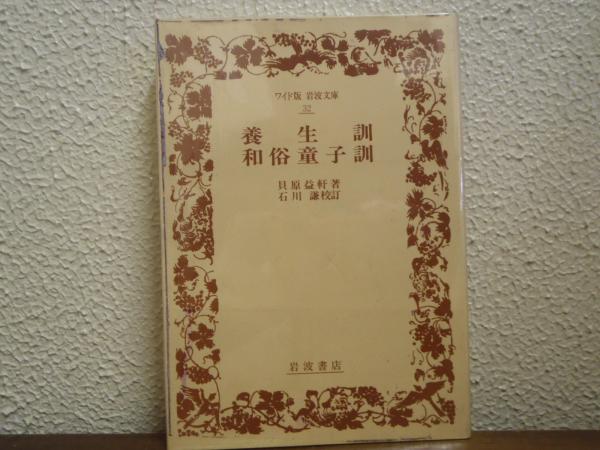 ワイド版 岩波文庫
32
養生訓
和俗童子訓
貝原益軒著
石川謙校訂
岩波書店